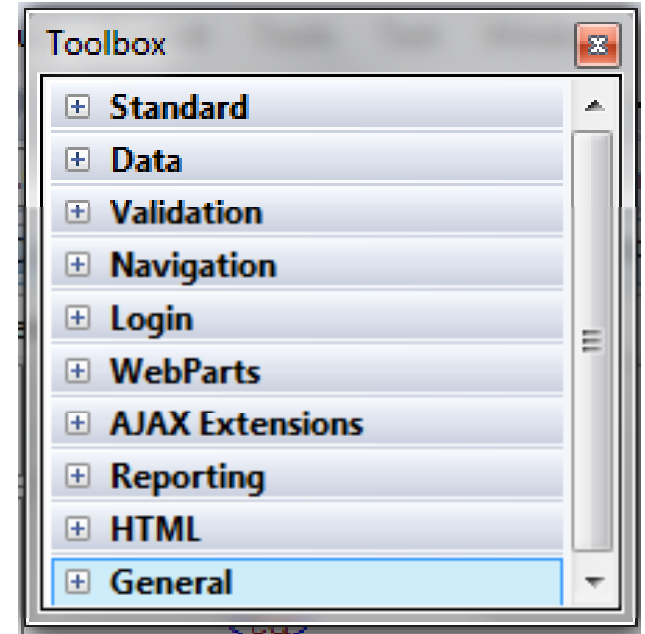 Toolbox
Standard
Data
Validation
Navigation
Login
WebParts
AJAX Extensions
Reporting
HTML
General